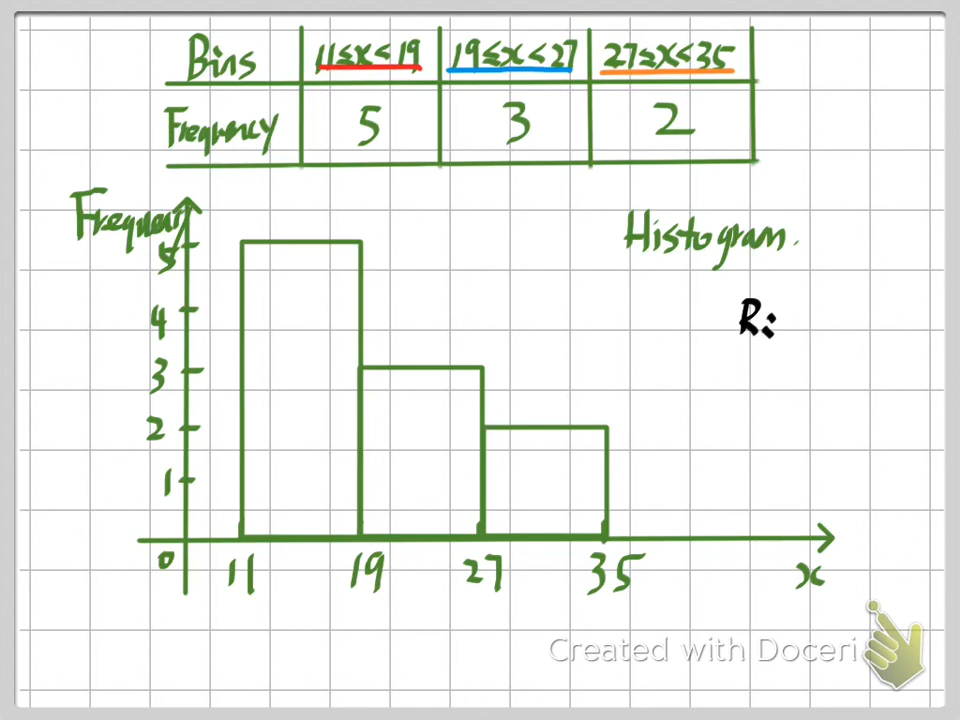 Bins 11≤x<19 19≤x<27 27≥x<35
Frequency 5 3 2
Frequency
Histogram.
5
R:
4
3
2
1
0 11 19 27 35 x
Created with Doceri